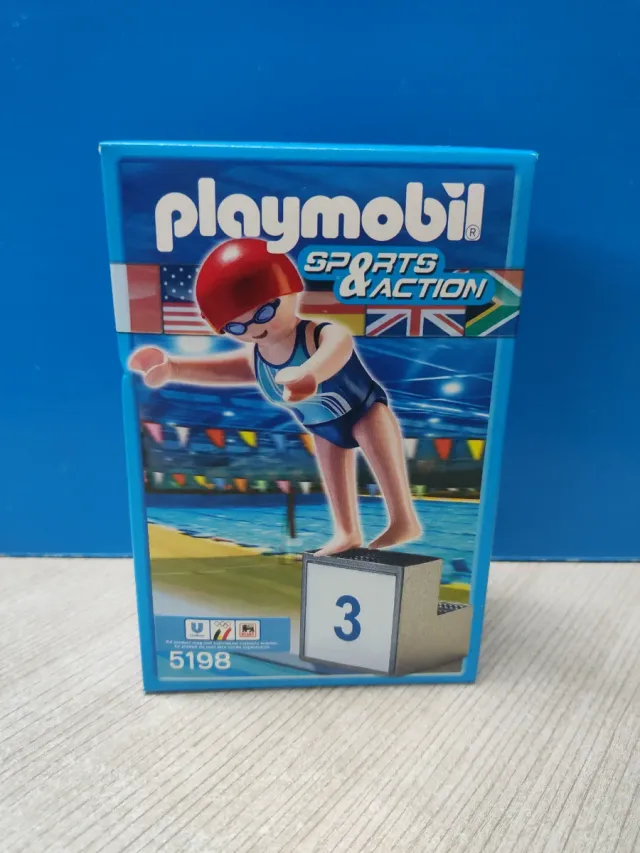 playmobil®
SPORTS
&ACTION
3
5198